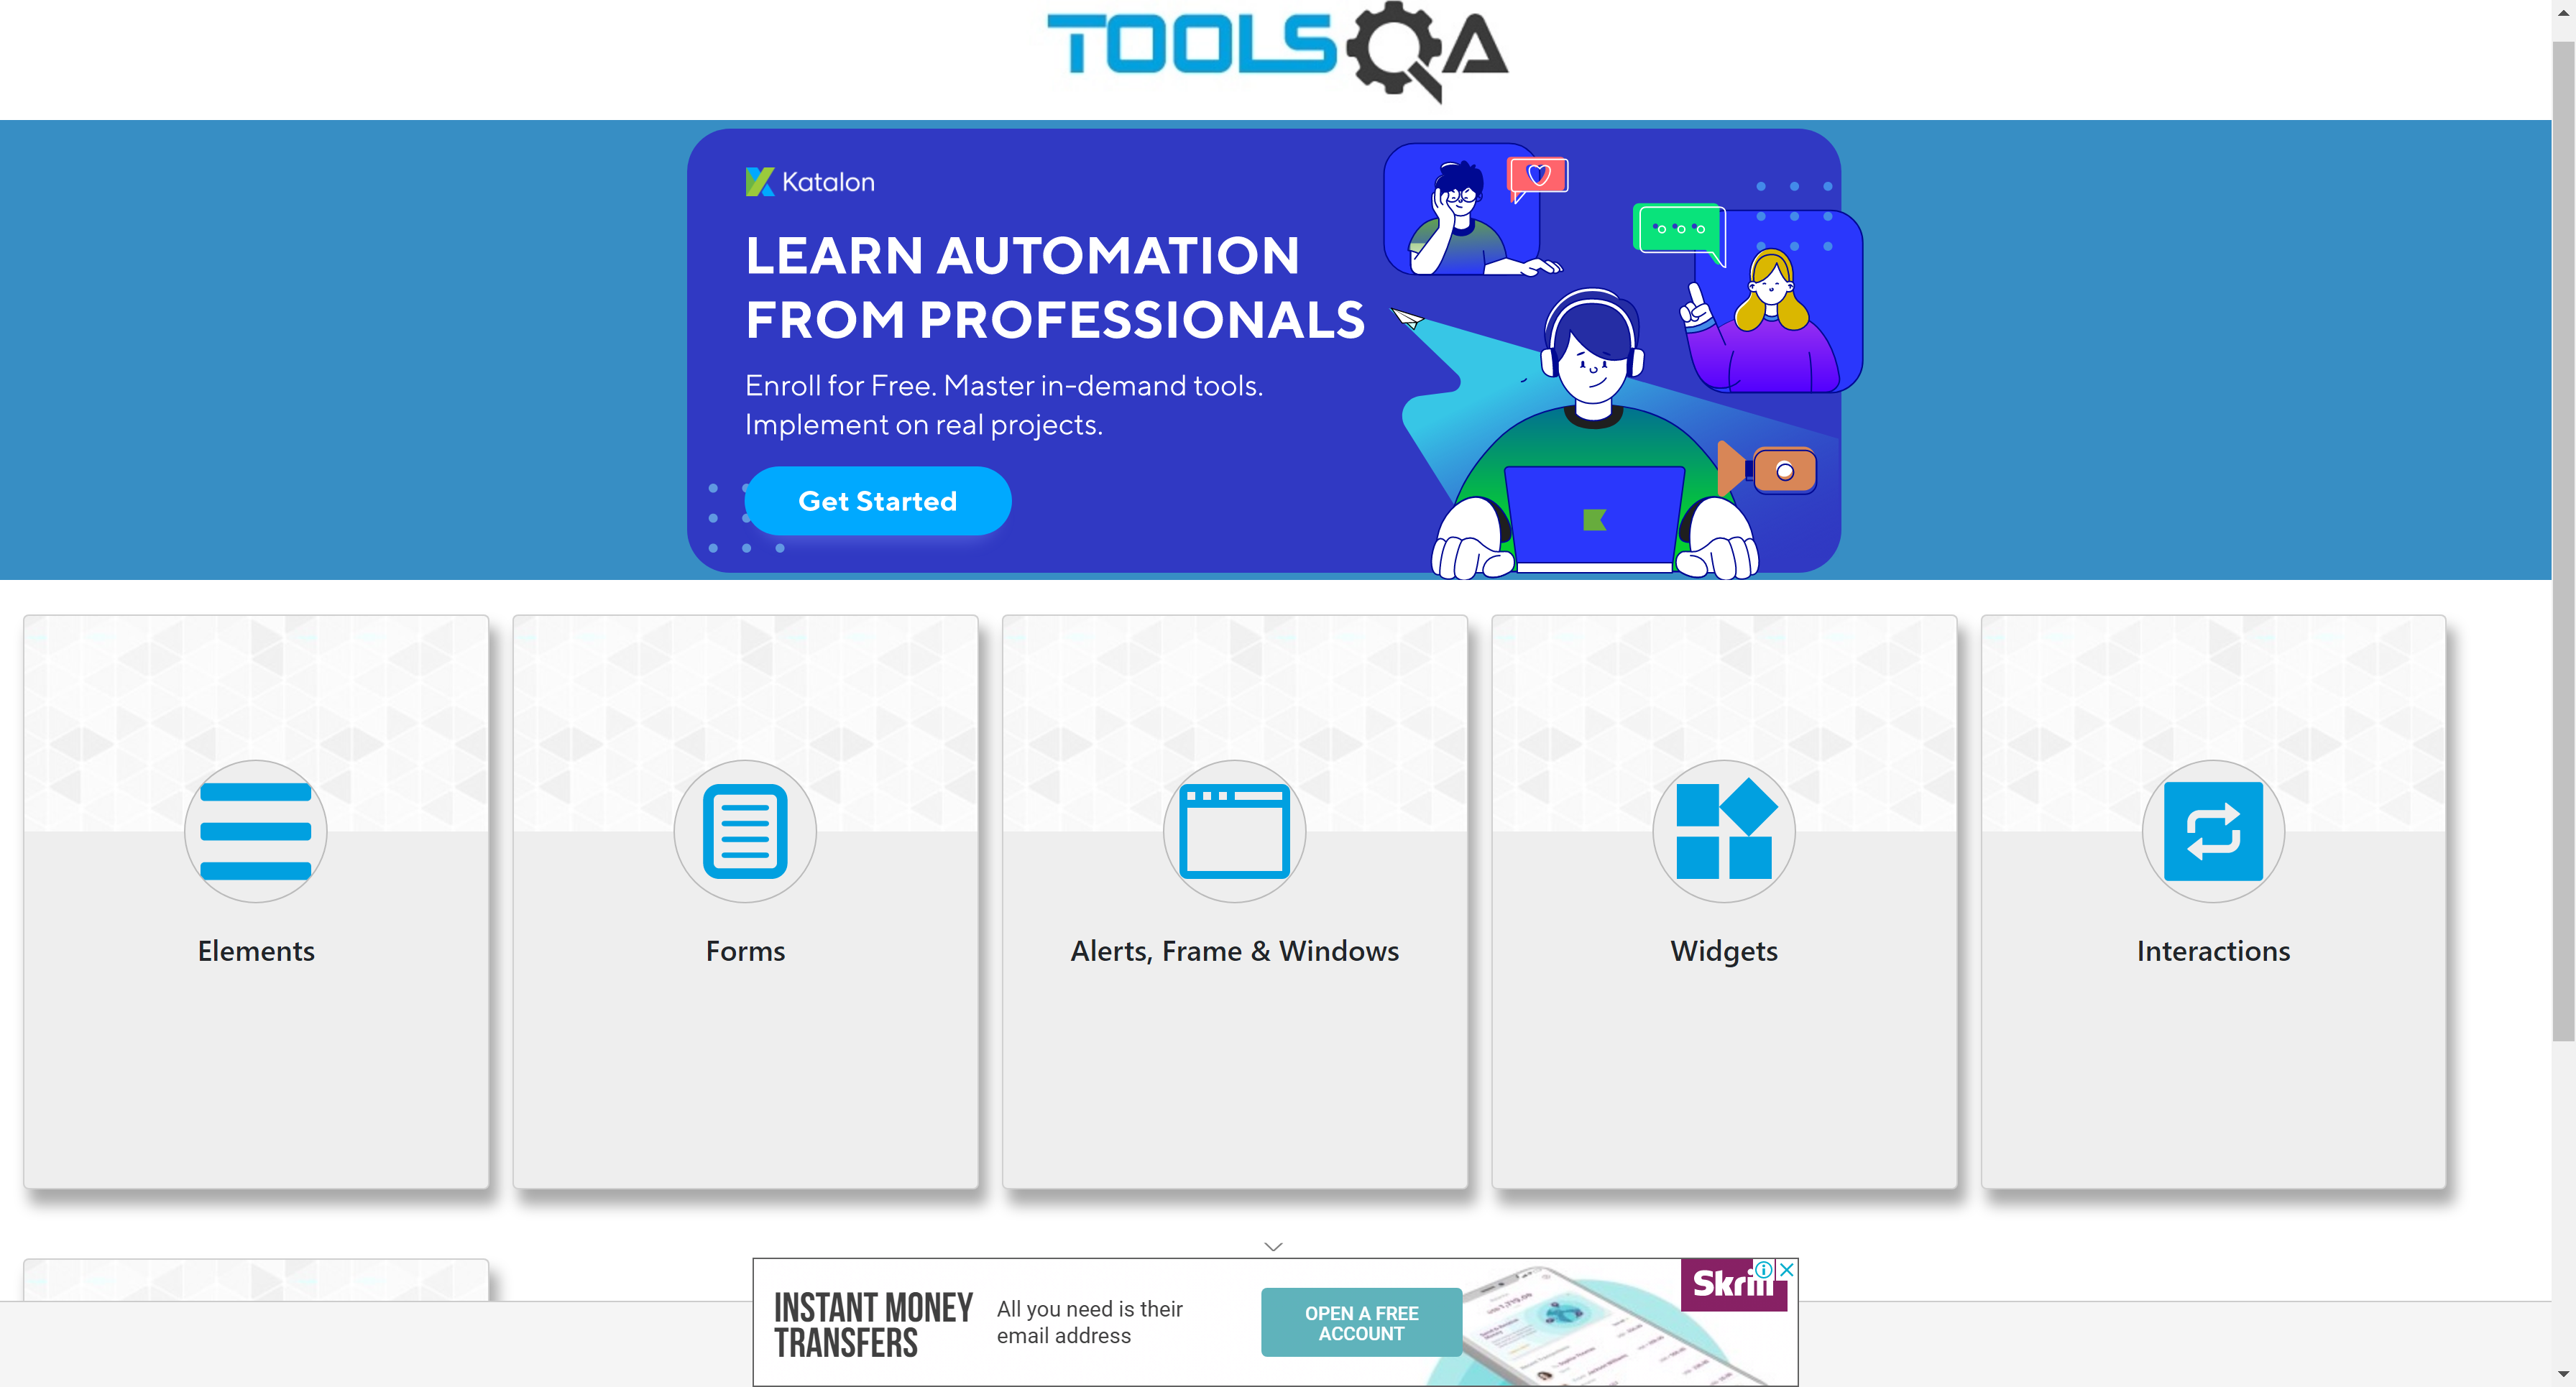 TOOLSQA
Katalon
LEARN AUTOMATION
FROM PROFESSIONALS
Enroll for Free. Master in-demand tools.
Implement on real projects.
Get Started
Elements
Forms
Alerts, Frame & Windows
Widgets
Interactions
INSTANT MONEY
TRANSFERS
All you need is their
email address
OPEN A FREE
ACCOUNT
Skrill